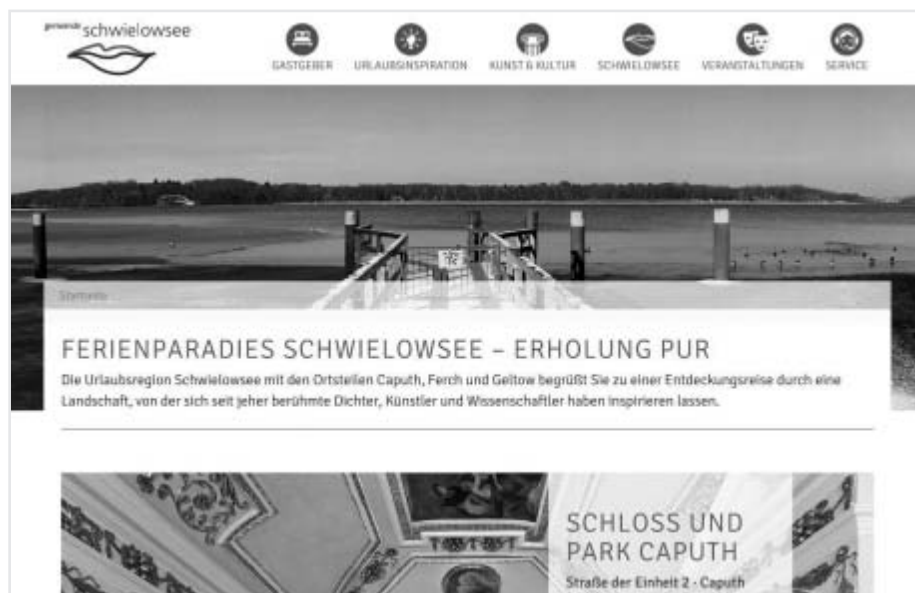 gemeinde schwielowsee
GASTGEBER URLAUBSINSPIRATION KUNST & KULTUR SCHWIELOWSEE VERANSTALTUNGEN SERVICE
Startseite
FERIENPARADIES SCHWIELOWSEE – ERHOLUNG PUR
Die Urlaubsregion Schwielowsee mit den Ortsteilen Caputh, Ferch und Geltow begrüßt Sie zu einer Entdeckungsreise durch eine
Landschaft, von der sich seit jeher berühmte Dichter, Künstler und Wissenschaftler haben inspirieren lassen.
SCHLOSS UND
PARK CAPUTH
Straße der Einheit 2 - Caputh